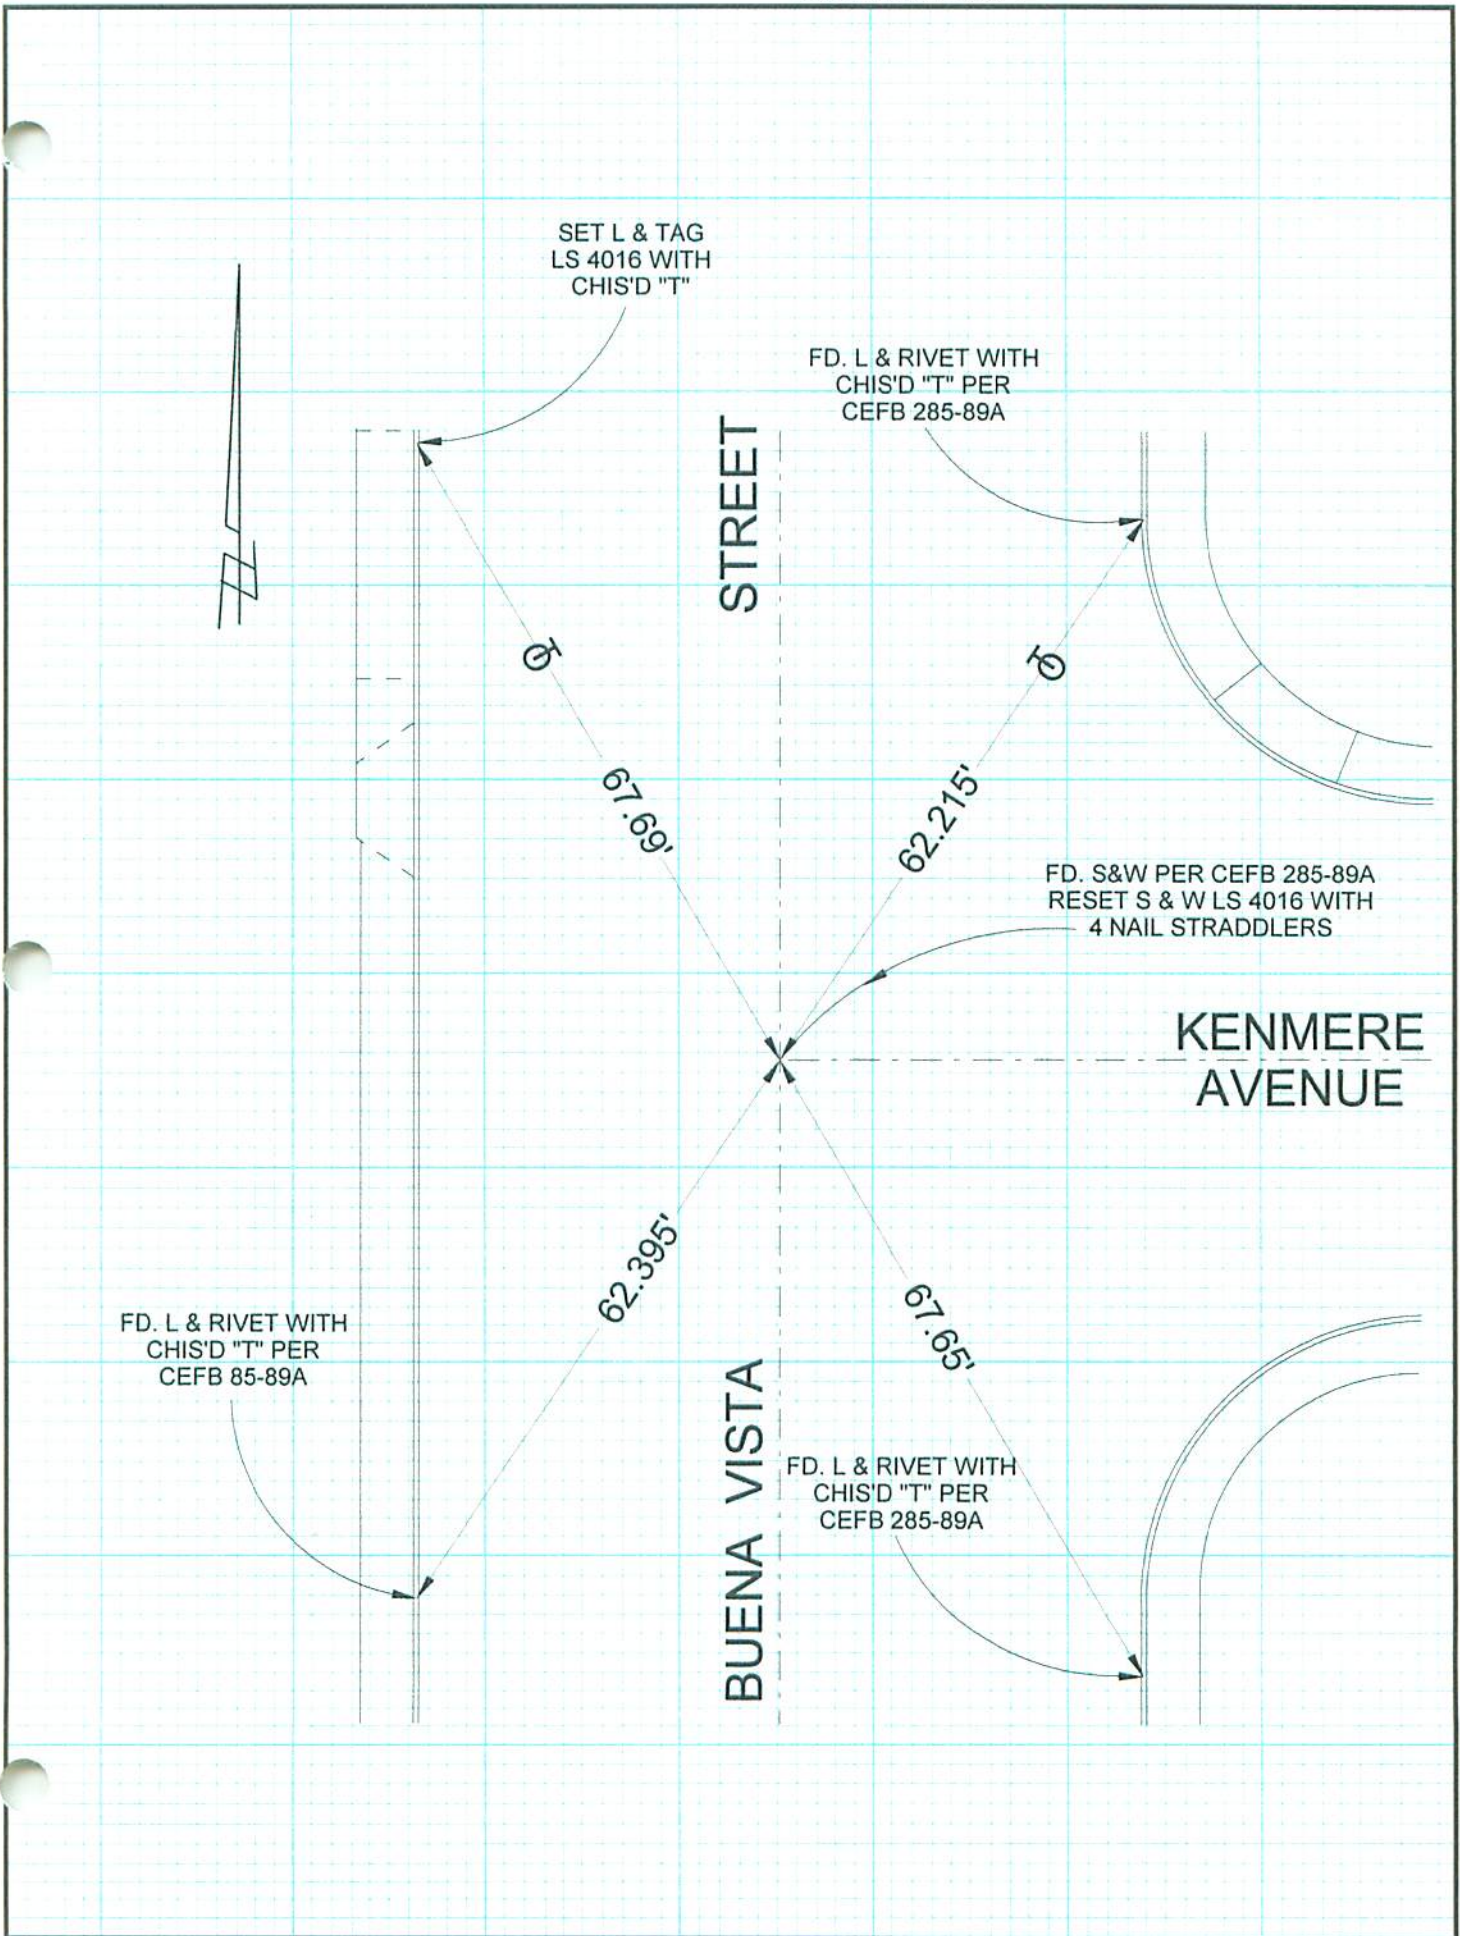 SET L & TAG
LS 4016 WITH
CHIS'D "T"
FD. L & RIVET WITH
CHIS'D "T" PER
CEFB 285-89A
STREET
67.69'
62.215'
FD. S&W PER CEFB 285-89A
RESET S & W LS 4016 WITH
4 NAIL STRADDLERS
KENMERE
AVENUE
62.395'
67.65'
FD. L & RIVET WITH
CHIS'D "T" PER
CEFB 85-89A
BUENA VISTA
FD. L & RIVET WITH
CHIS'D "T" PER
CEFB 285-89A